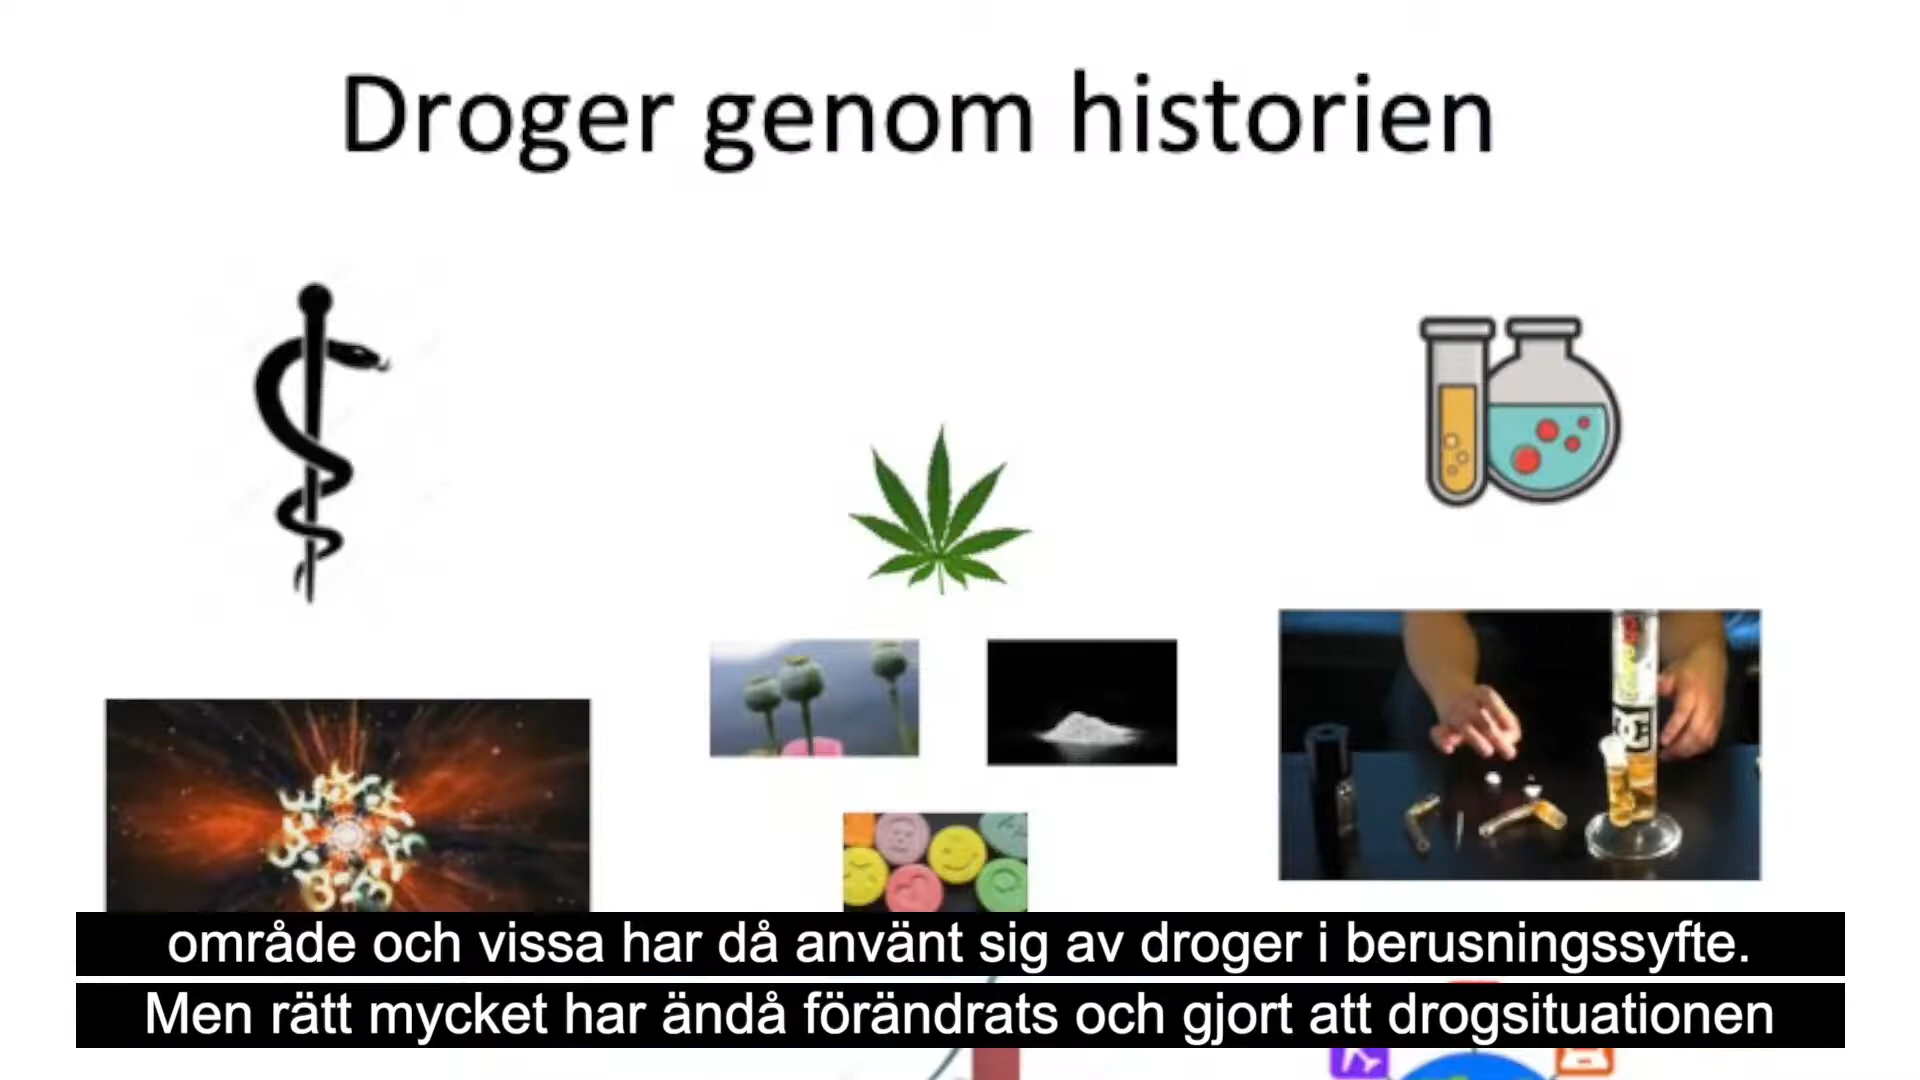 Droger genom historien
område och vissa har då använt sig av droger i berusningssyfte.
Men rätt mycket har ändå förändrats och gjort att drogsituationen